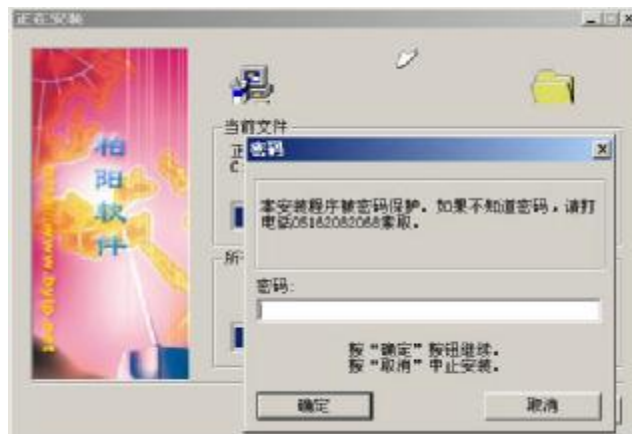 正在安装
柏阳软件
当前文件
正
C:
所
密码
本安装程序被密码保护。如果不知道密码，请打
电话05162082068索取。
密码:
按“确定”按钮继续。
按“取消”中止安装。
确定
取消